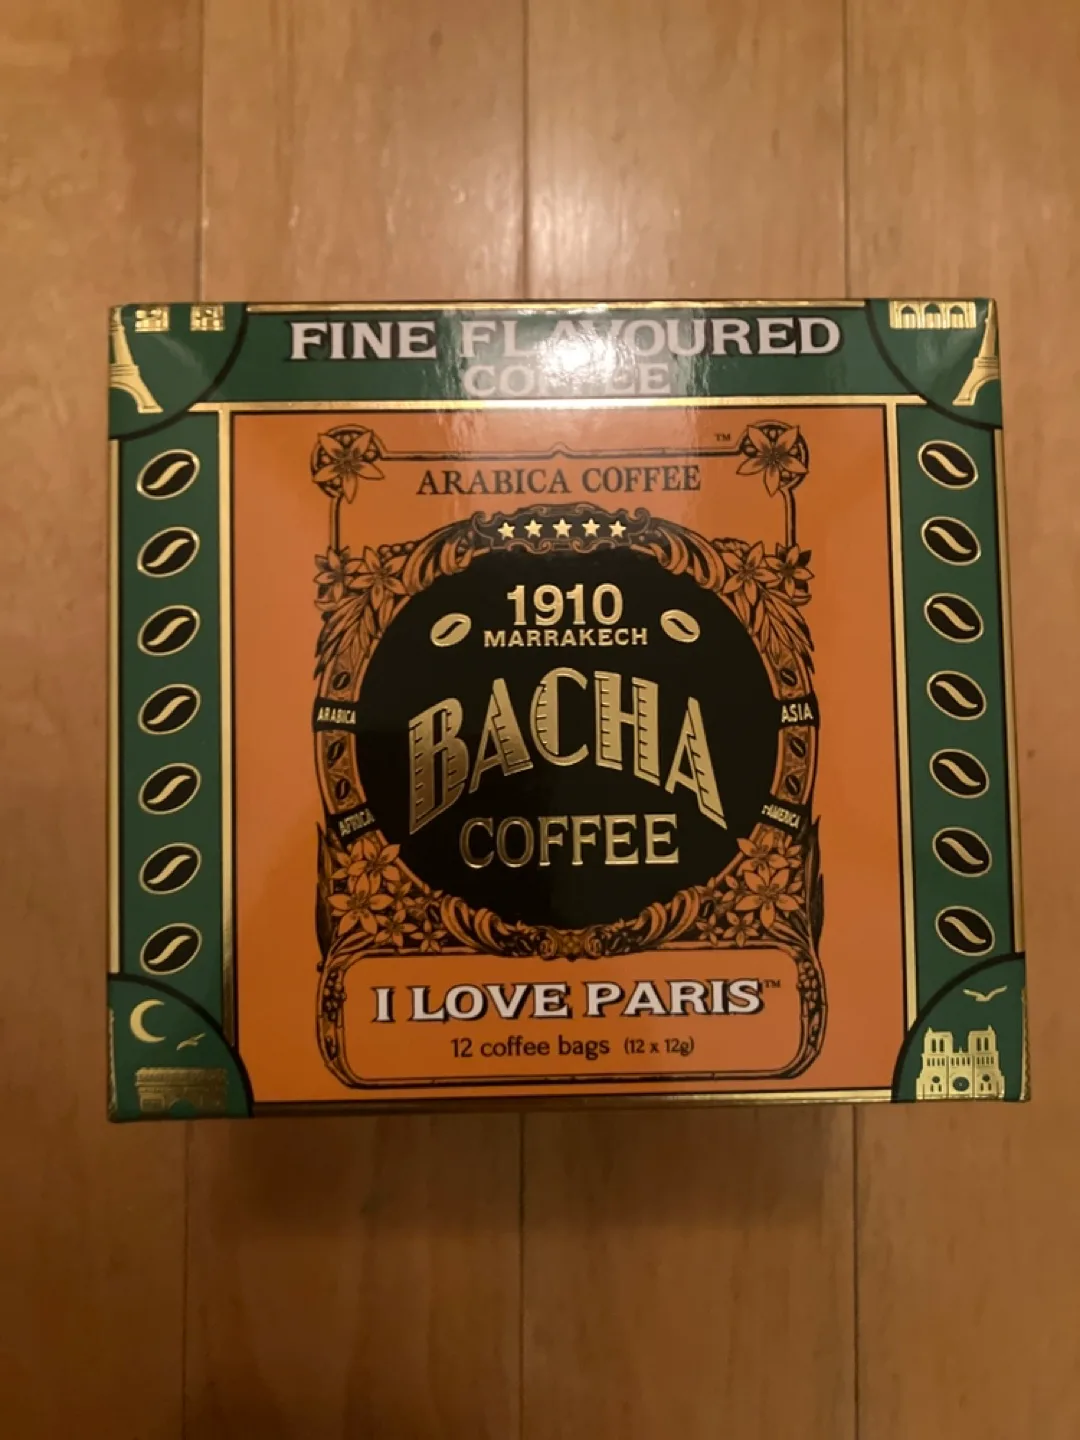 FINE FLAVOURED
COFFEE
™
ARABICA COFFEE
1910
MARRAKECH
BACHA
COFFEE
ARABICA
ASIA
AFRICA
I LOVE PARIS™
12 coffee bags (12 x 12g)